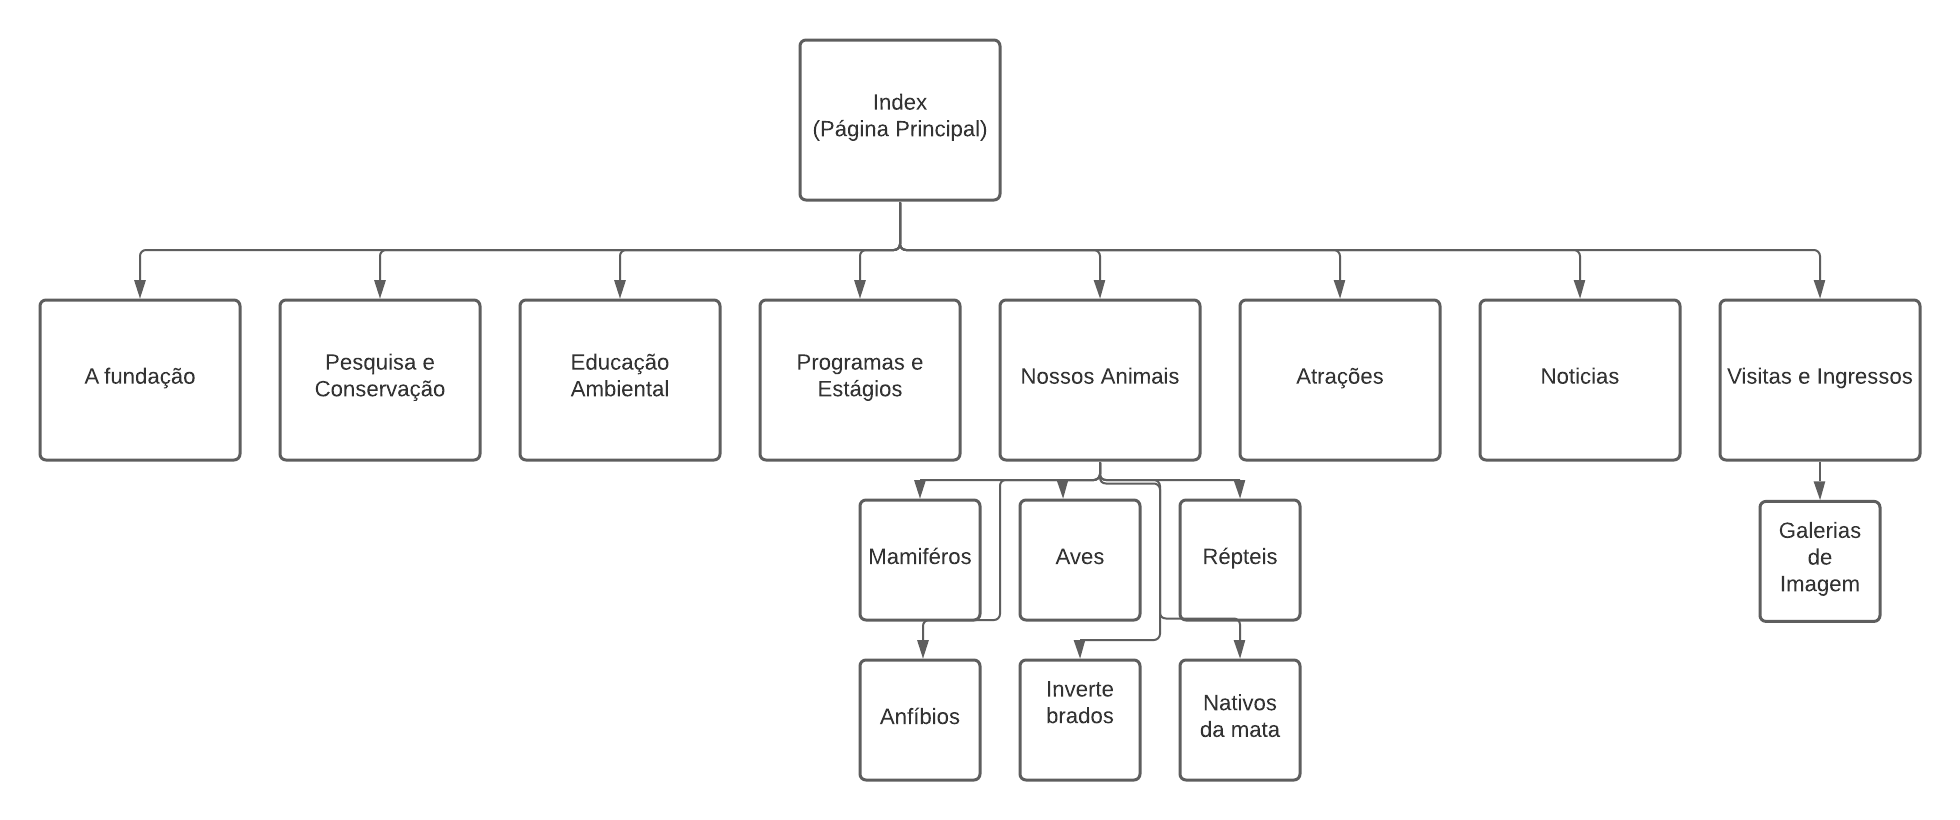 Index
(Página Principal)
A fundação
Pesquisa e
Conservação
Educação
Ambiental
Programas e
Estágios
Nossos Animais
Atrações
Noticias
Visitas e Ingressos
Mamiféros
Aves
Répteis
Galerias
de
Imagem
Anfíbios
Inverte
brados
Nativos
da mata